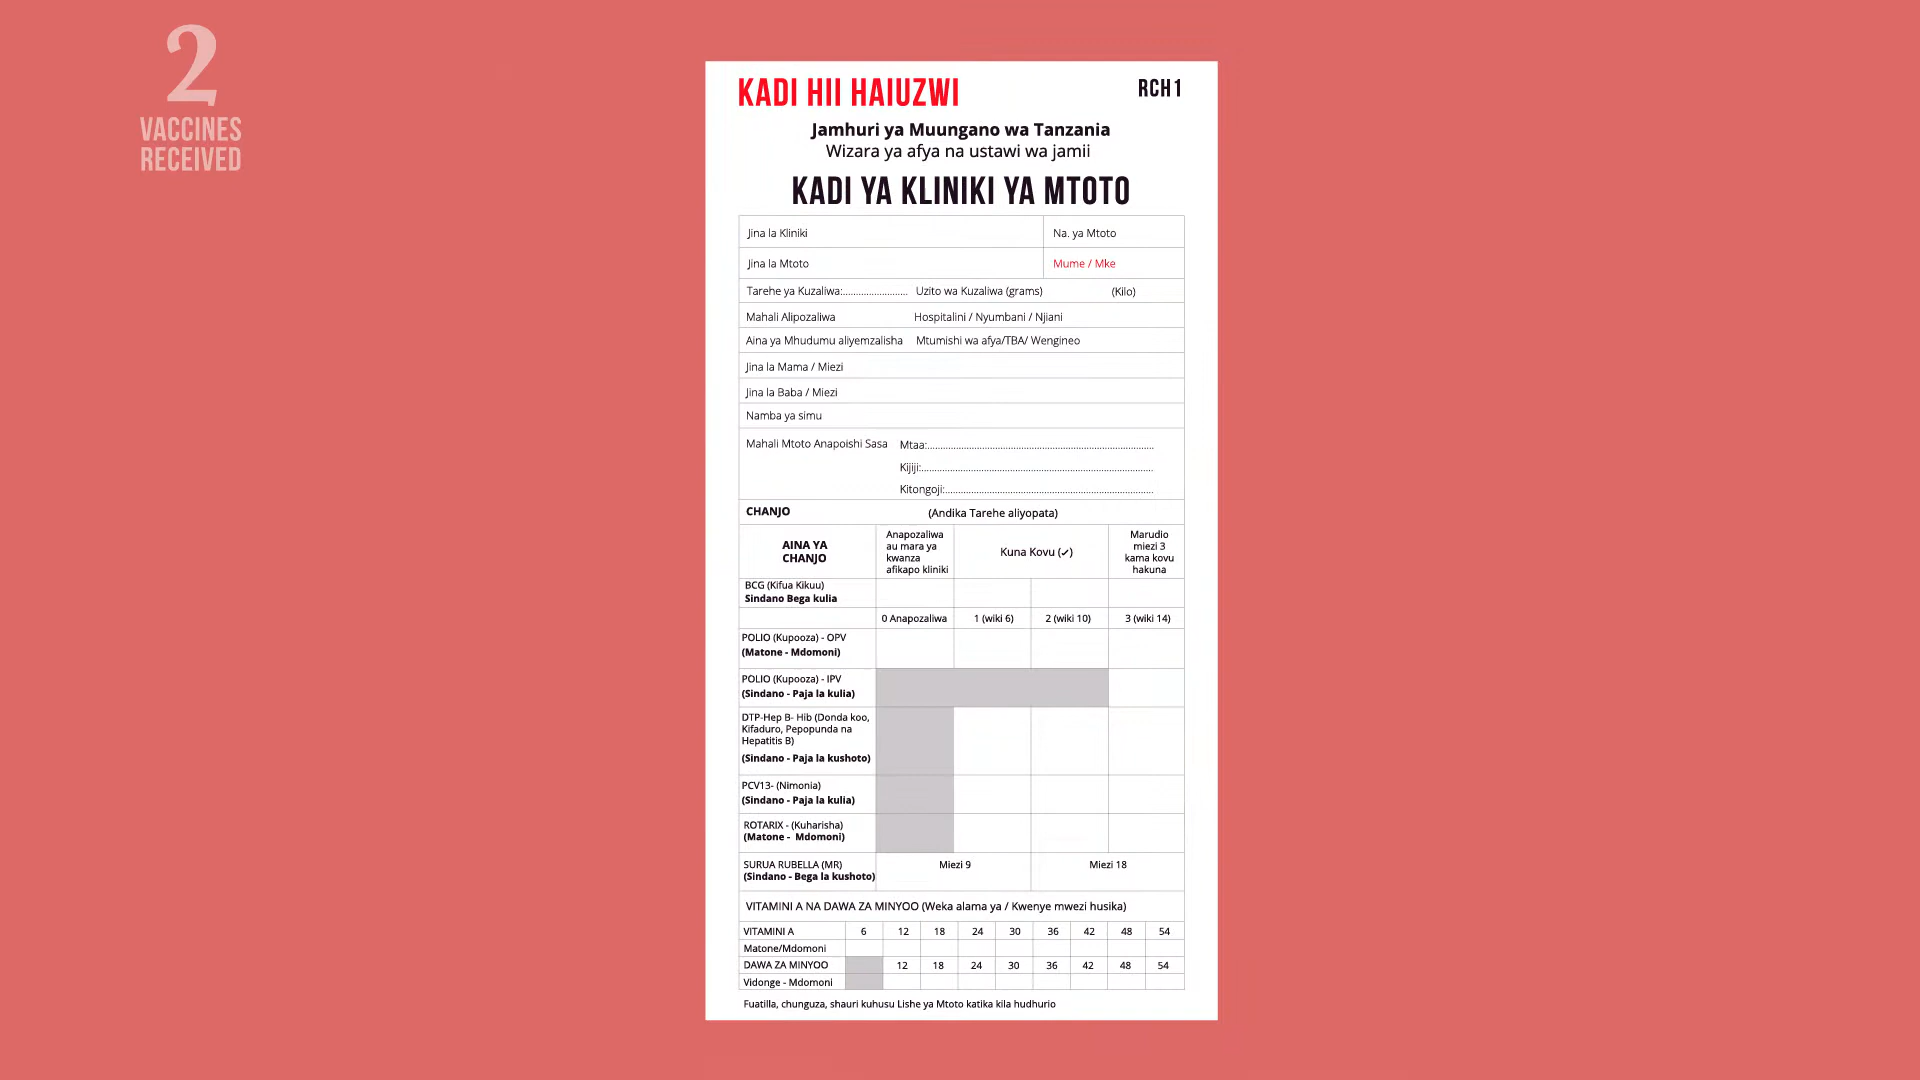 2
VACCINES
RECEIVED
KADI HII HAIUZWI
RCH1
Jamhuri ya Muungano wa Tanzania
Wizara ya afya na ustawi wa jamii
KADI YA KLINIKI YA MTOTO
Jina la Kliniki
Na. ya Mtoto
Jina la Mtoto
Mume / Mke
Tarehe ya Kuzaliwa:......................... Uzito wa Kuzaliwa (grams) (Kilo)
Mahali Alipozaliwa Hospitalini / Nyumbani / Njiani
Aina ya Mhudumu aliyemzalisha Mtumishi wa afya/TBA/ Wengineo
Jina la Mama / Miezi
Jina la Baba / Miezi
Namba ya simu
Mahali Mtoto Anapoishi Sasa Mtaa:...........................................................................
Kijiji:...........................................................................
Kitongoji:...........................................................................
CHANJO (Andika Tarehe aliyopata)
AINA YA
CHANJO
Anapozaliwa
au mara ya
kwanza
afikapo kliniki
Kuna Kovu (✓)
Marudio
miezi 3
kama kovu
hakuna
BCG (Kifua Kikuu)
Sindano Bega kulia
0 Anapozaliwa 1 (wiki 6) 2 (wiki 10) 3 (wiki 14)
POLIO (Kupooza) - OPV
(Matone - Mdomoni)
POLIO (Kupooza) - IPV
(Sindano - Paja la kulia)
DTP-Hep B- Hib (Donda koo,
Kifaduro, Pepopunda na
Hepatitis B)
(Sindano - Paja la kushoto)
PCV13- (Nimonia)
(Sindano - Paja la kulia)
ROTARIX - (Kuharisha)
(Matone - Mdomoni)
SURUA RUBELLA (MR) Miezi 9 Miezi 18
(Sindano - Bega la kushoto)
VITAMINI A NA DAWA ZA MINYOO (Weka alama ya / Kwenye mwezi husika)
VITAMINI A 6 12 18 24 30 36 42 48 54
Matone/Mdomoni
DAWA ZA MINYOO 12 18 24 30 36 42 48 54
Vidonge - Mdomoni
Fuatilla, chunguza, shauri kuhusu Lishe ya Mtoto katika kila hudhurio